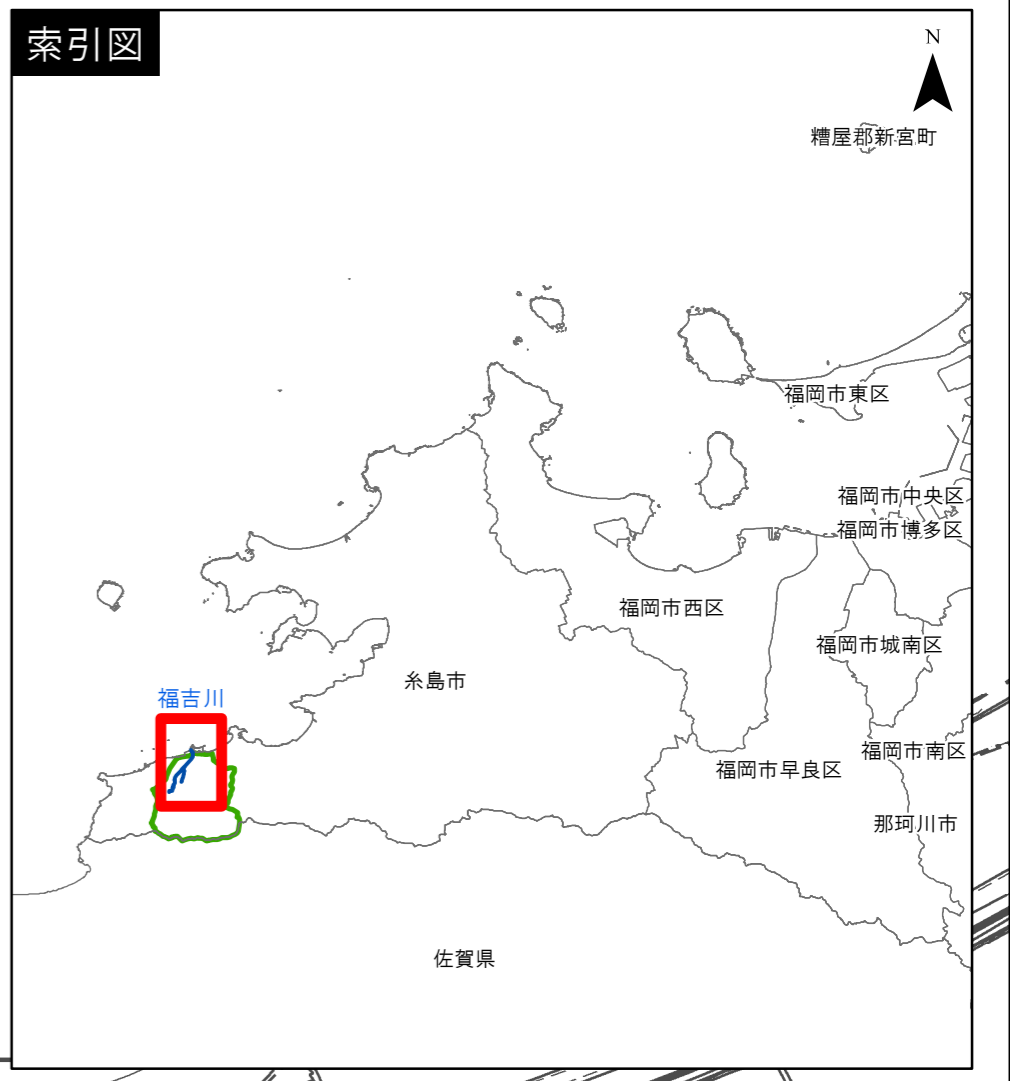 索引図
N
糟屋郡新宮町
福岡市東区
福岡市中央区
福岡市博多区
福岡市西区
福岡市城南区
糸島市
福吉川
福岡市南区
福岡市早良区
那珂川市
佐賀県